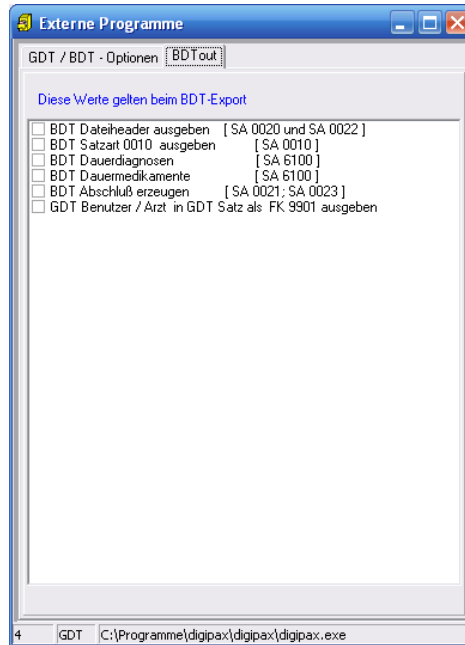 Externe Programme
GDT / BDT - Optionen BDTout
Diese Werte gelten beim BDT-Export
BDT Dateiheader ausgeben [ SA 0020 und SA 0022 ]
BDT Satzart 0010 ausgeben [ SA 0010 ]
BDT Dauerdiagnosen [ SA 6100 ]
BDT Dauermedikamente [ SA 6100 ]
BDT Abschluß erzeugen [ SA 0021; SA 0023 ]
GDT Benutzer / Arzt in GDT Satz als FK 9901 ausgeben
4 GDT C:\Programme\digipax\digipax\digipax.exe